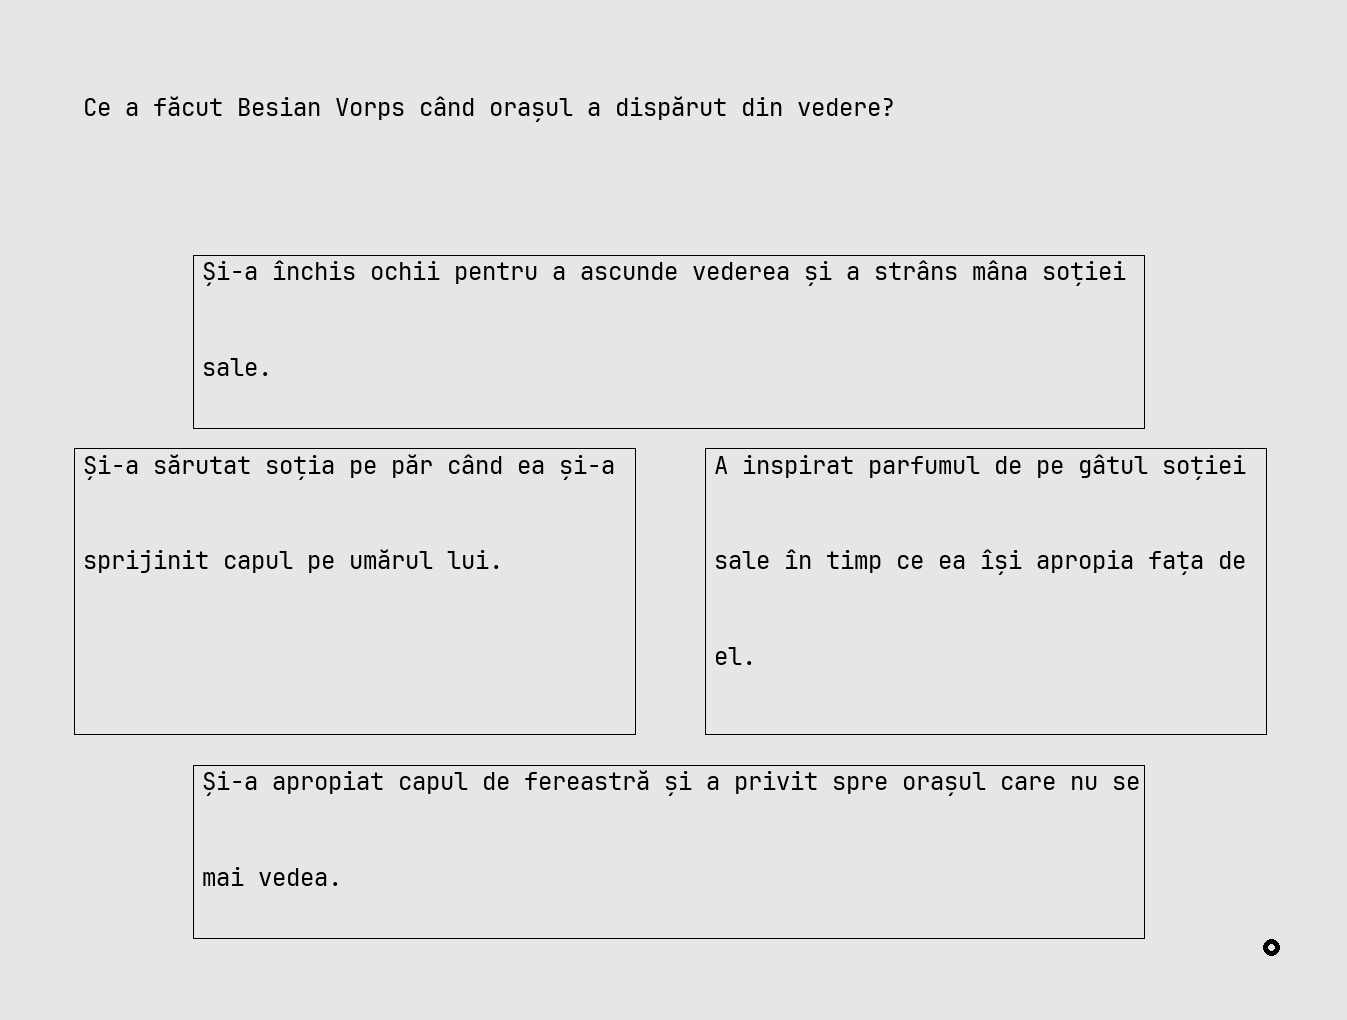 Ce a făcut Besian Vorps când orașul a dispărut din vedere?
Și-a închis ochii pentru a ascunde vederea și a strâns mâna soției
sale.
Și-a sărutat soția pe păr când ea și-a
sprijinit capul pe umărul lui.
A inspirat parfumul de pe gâtul soției
sale în timp ce ea își apropia fața de
el.
Și-a apropiat capul de fereastră și a privit spre orașul care nu se
mai vedea.